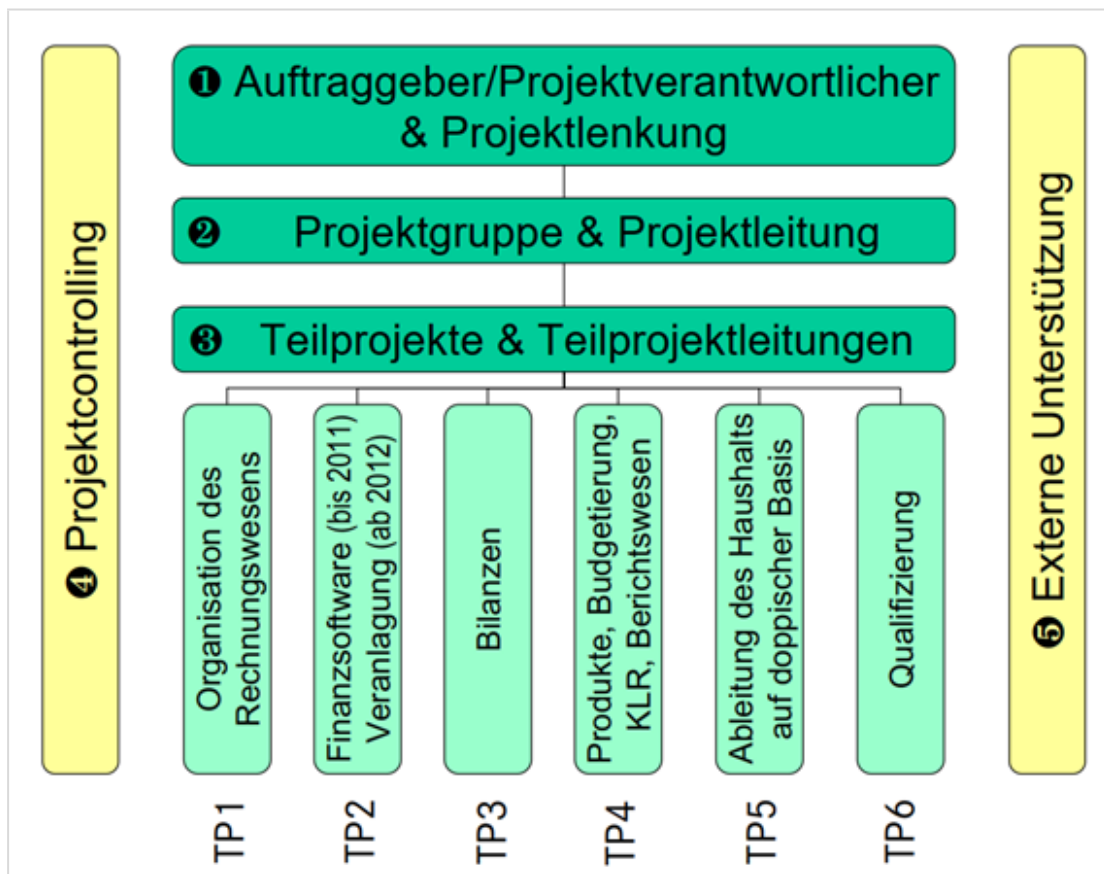 ❶ Auftraggeber/Projektverantwortlicher
& Projektlenkung
❷ Projektgruppe & Projektleitung
❸ Teilprojekte & Teilprojektleitungen
❹ Projektcontrolling
Organisation des
Rechnungswesens
Finanzsoftware (bis 2011)
Veranlagung (ab 2012)
Bilanzen
Produkte, Budgetierung,
KLR, Berichtswesen
Ableitung des Haushalts
auf doppischer Basis
Qualifizierung
❺ Externe Unterstützung
TP1
TP2
TP3
TP4
TP5
TP6